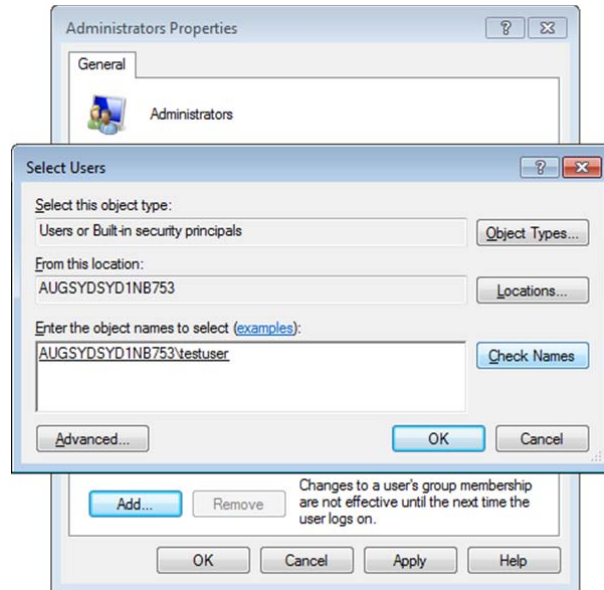 Administrators Properties
General
Administrators
Select Users
Select this object type:
Users or Built-in security principals
Object Types...
From this location:
AUGSYDSYD1NB753
Locations...
Enter the object names to select (examples):
AUGSYDSYD1NB753\testuser
Check Names
Advanced...
OK
Cancel
Add...
Remove
Changes to a user's group membership
are not effective until the next time the
user logs on.
OK
Cancel
Apply
Help